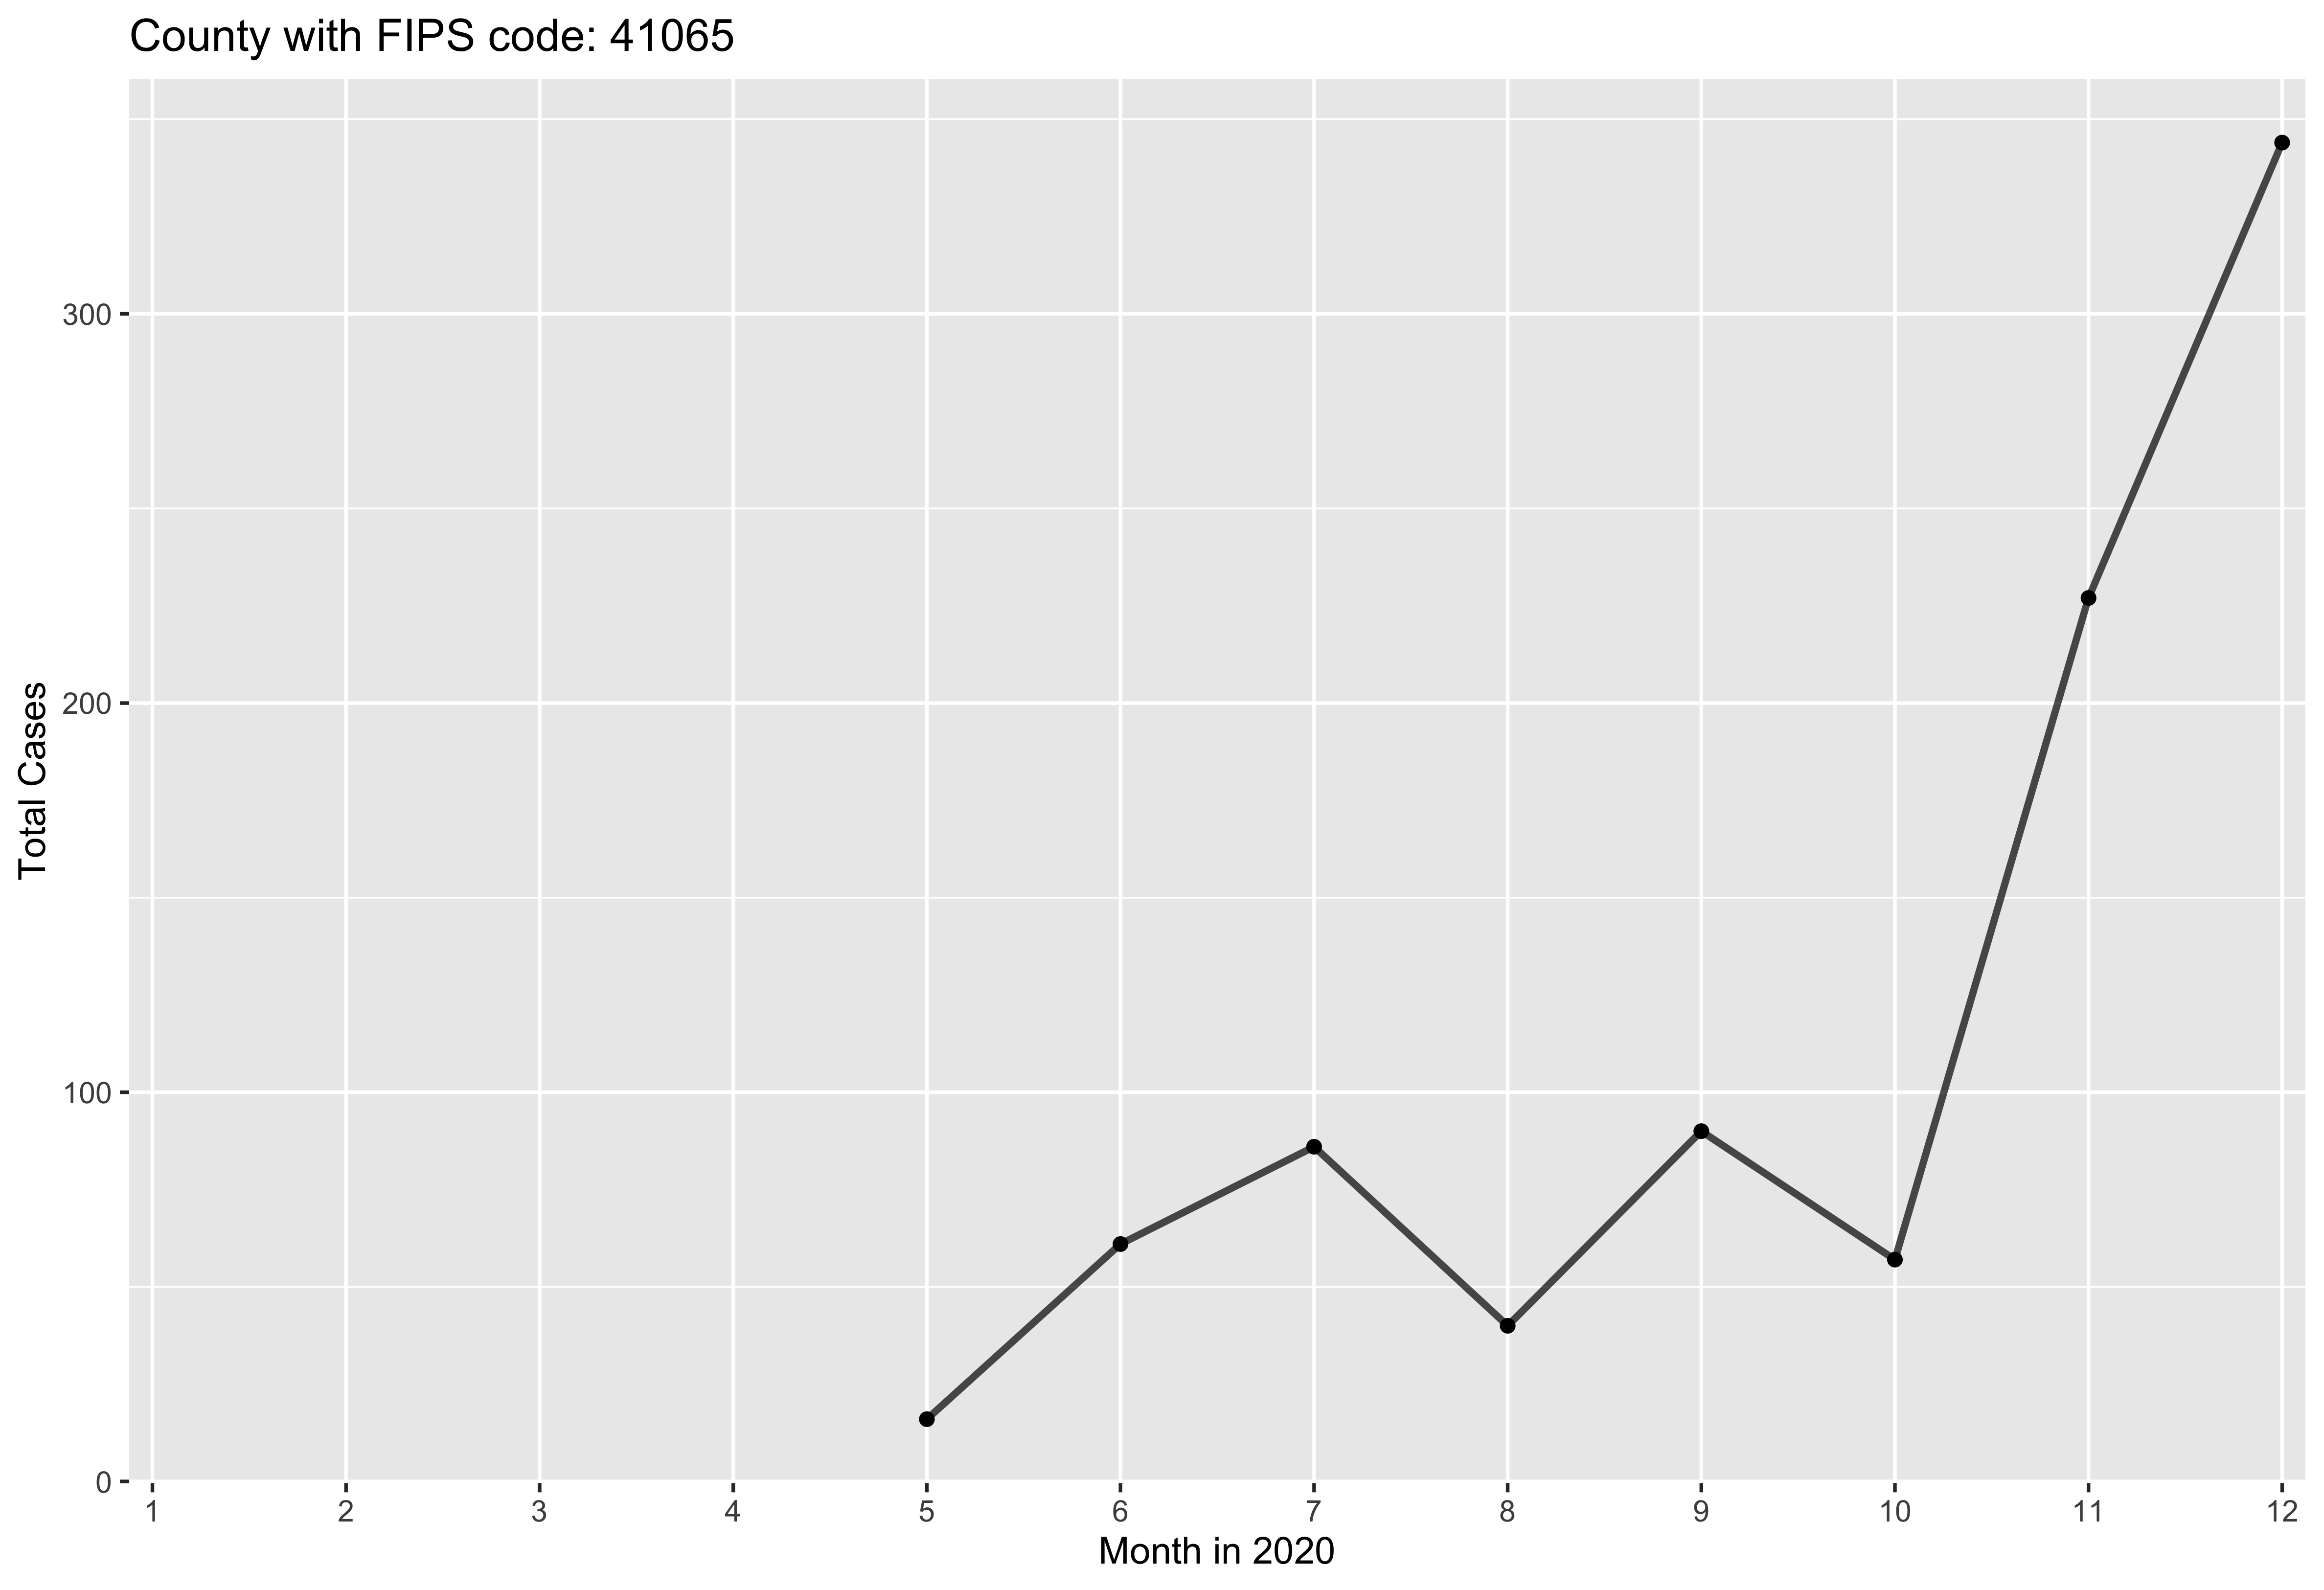 County with FIPS code: 41065
Total Cases
300
200
100
0
1 2 3 4 5 6 7 8 9 10 11 12
Month in 2020